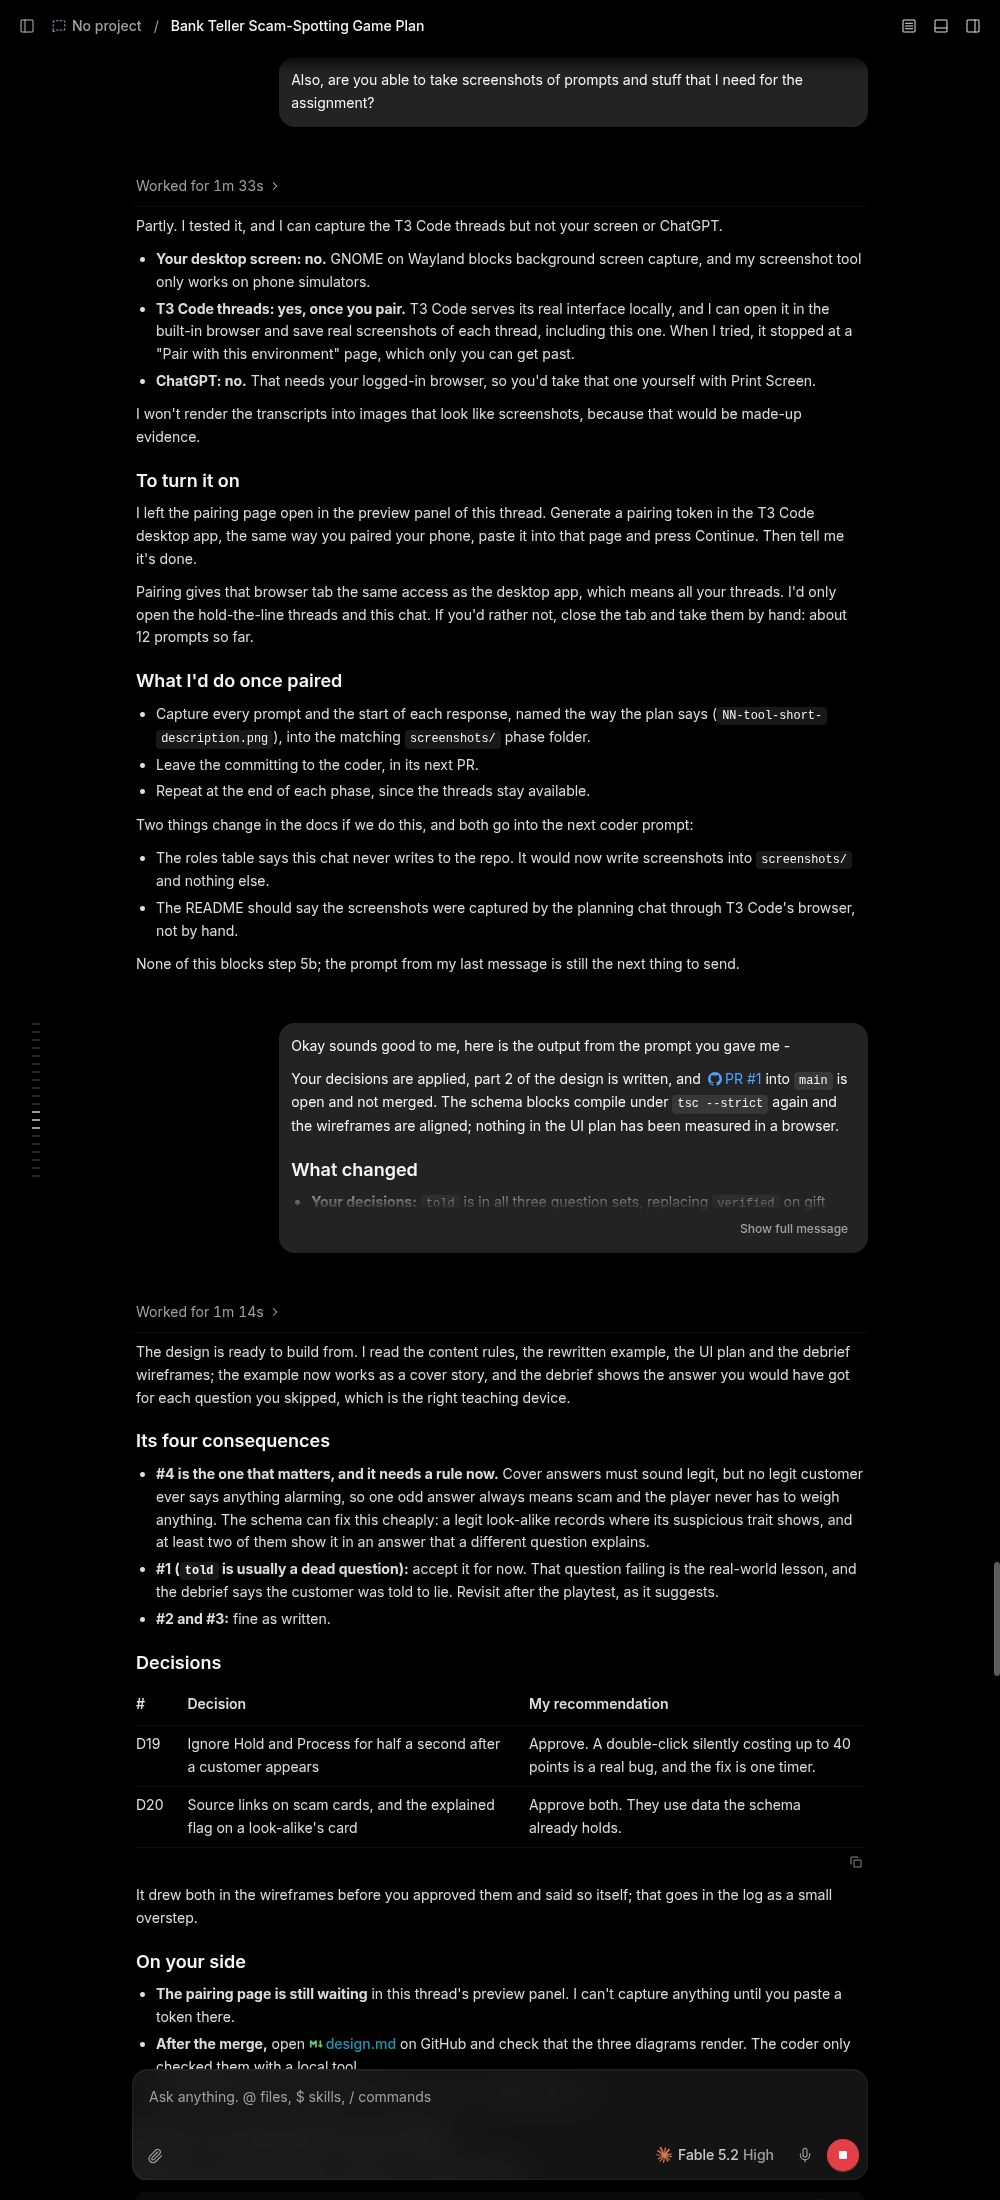 No project / Bank Teller Scam-Spotting Game Plan
Also, are you able to take screenshots of prompts and stuff that I need for the
assignment?
Worked for 1m 33s
Partly. I tested it, and I can capture the T3 Code threads but not your screen or ChatGPT.
• Your desktop screen: no. GNOME on Wayland blocks background screen capture, and my screenshot tool
only works on phone simulators.
• T3 Code threads: yes, once you pair. T3 Code serves its real interface locally, and I can open it in the
built-in browser and save real screenshots of each thread, including this one. When I tried, it stopped at a
"Pair with this environment" page, which only you can get past.
• ChatGPT: no. That needs your logged-in browser, so you'd take that one yourself with Print Screen.
I won't render the transcripts into images that look like screenshots, because that would be made-up
evidence.
To turn it on
I left the pairing page open in the preview panel of this thread. Generate a pairing token in the T3 Code
desktop app, the same way you paired your phone, paste it into that page and press Continue. Then tell me
it's done.
Pairing gives that browser tab the same access as the desktop app, which means all your threads. I'd only
open the hold-the-line threads and this chat. If you'd rather not, close the tab and take them by hand: about
12 prompts so far.
What I'd do once paired
• Capture every prompt and the start of each response, named the way the plan says (NN-tool-short-
description.png), into the matching screenshots/ phase folder.
• Leave the committing to the coder, in its next PR.
• Repeat at the end of each phase, since the threads stay available.
Two things change in the docs if we do this, and both go into the next coder prompt:
• The roles table says this chat never writes to the repo. It would now write screenshots into screenshots/
and nothing else.
• The README should say the screenshots were captured by the planning chat through T3 Code's browser,
not by hand.
None of this blocks step 5b; the prompt from my last message is still the next thing to send.
Okay sounds good to me, here is the output from the prompt you gave me -
Your decisions are applied, part 2 of the design is written, and PR #1 into main is
open and not merged. The schema blocks compile under tsc --strict again and
the wireframes are aligned; nothing in the UI plan has been measured in a browser.
What changed
• Your decisions: told is in all three question sets, replacing verified on gift
Show full message
Worked for 1m 14s
The design is ready to build from. I read the content rules, the rewritten example, the UI plan and the debrief
wireframes; the example now works as a cover story, and the debrief shows the answer you would have got
for each question you skipped, which is the right teaching device.
Its four consequences
• #4 is the one that matters, and it needs a rule now. Cover answers must sound legit, but no legit customer
ever says anything alarming, so one odd answer always means scam and the player never has to weigh
anything. The schema can fix this cheaply: a legit look-alike records where its suspicious trait shows, and
at least two of them show it in an answer that a different question explains.
• #1 (told is usually a dead question): accept it for now. That question failing is the real-world lesson, and
the debrief says the customer was told to lie. Revisit after the playtest, as it suggests.
• #2 and #3: fine as written.
Decisions
# Decision My recommendation
D19 Ignore Hold and Process for half a second after Approve. A double-click silently costing up to 40
a customer appears points is a real bug, and the fix is one timer.
D20 Source links on scam cards, and the explained Approve both. They use data the schema
flag on a look-alike's card already holds.
It drew both in the wireframes before you approved them and said so itself; that goes in the log as a small
overstep.
On your side
• The pairing page is still waiting in this thread's preview panel. I can't capture anything until you paste a
token there.
• After the merge, open design.md on GitHub and check that the three diagrams render. The coder only
checked them with a local tool.
Ask anything. @ files, $ skills, / commands
Fable 5.2 High